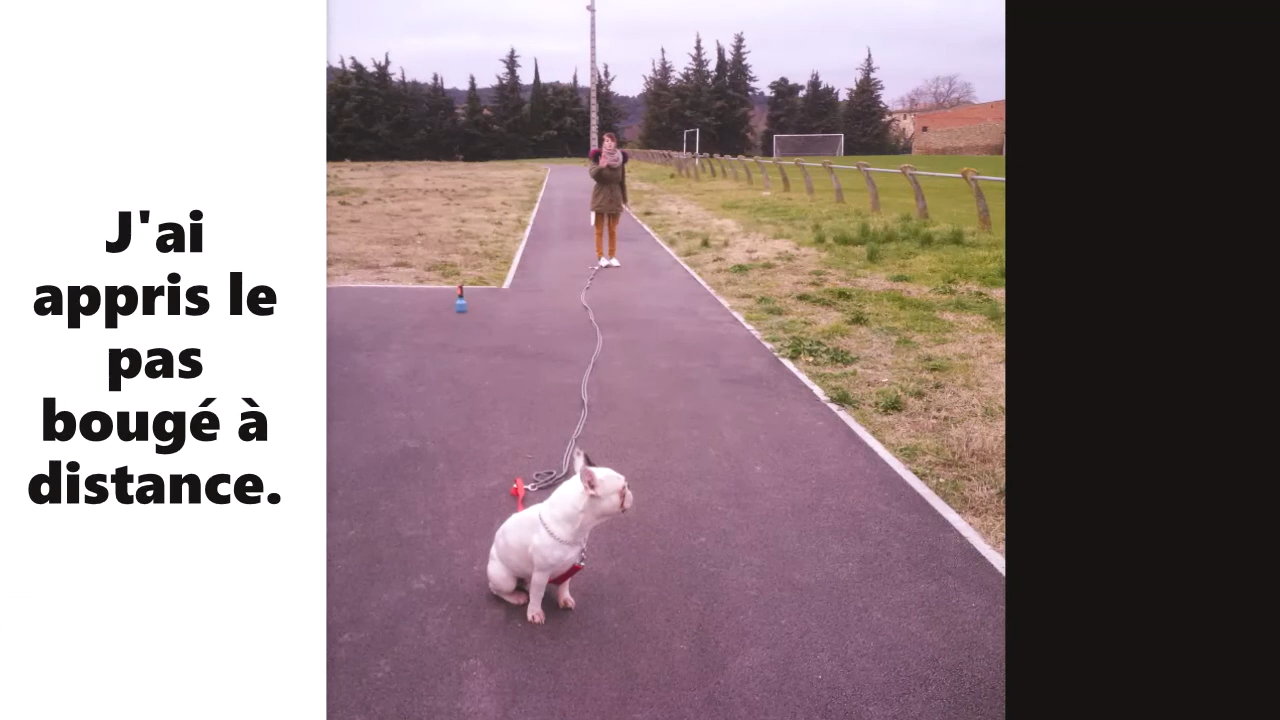 J'ai
appris le
pas
bougé à
distance.